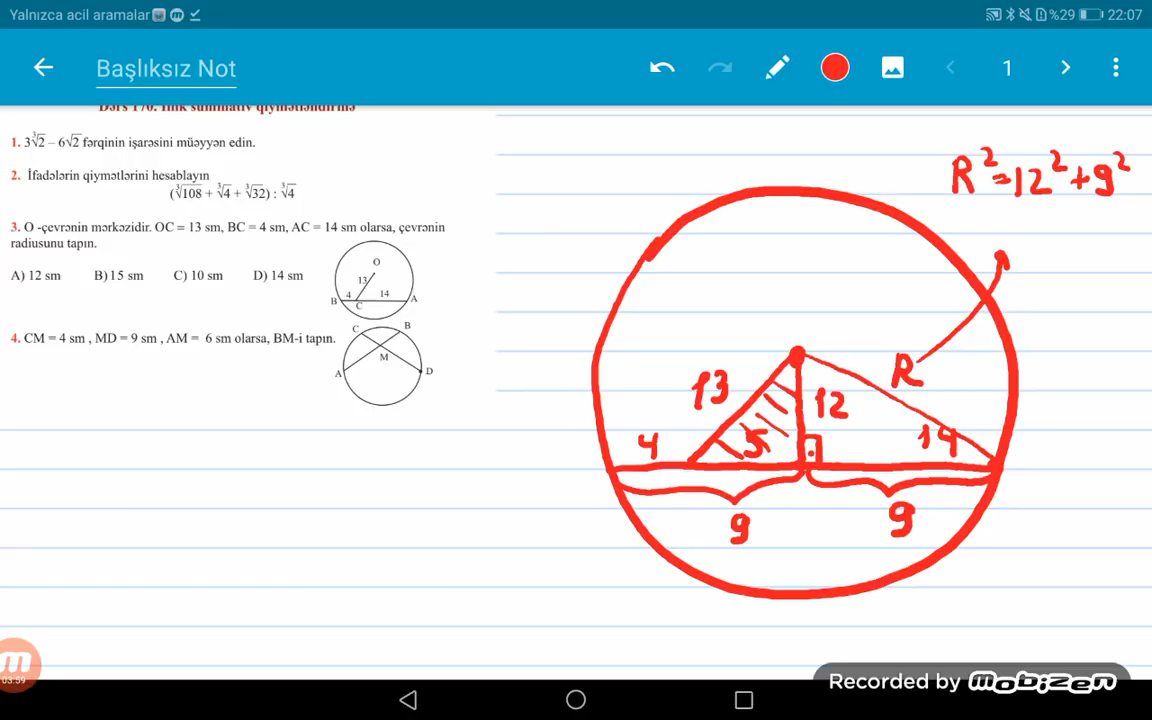 Yalnızca acil aramalar
%29 22:07
Başlıksız Not
1
Dərs 170. Illik summativ qiymətləndirmə
1. 3∛2 – 6√2 fərqinin işarəsini müəyyən edin.
2. İfadələrin qiymətlərini hesablayın
(∛108 + ∛4 + ∛32) : ∛4
3. O -çevrənin mərkəzidir. OC = 13 sm, BC = 4 sm, AC = 14 sm olarsa, çevrənin
radiusunu tapın.
A) 12 sm B) 15 sm C) 10 sm D) 14 sm
O
13
4 14
B C A
4. CM = 4 sm , MD = 9 sm , AM = 6 sm olarsa, BM-i tapın.
C B
M
A D
R²=12²+9²
13 12 R
4 5 14
9 9
03:59
Recorded by mobizen